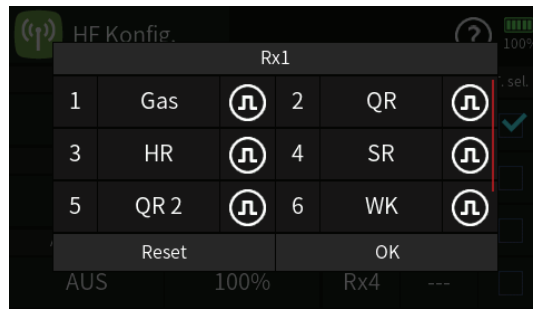 HF Konfig.
100%
Rx1
1 Gas 2 QR
3 HR 4 SR
5 QR 2 6 WK
Reset OK
AUS 100% Rx4 ---